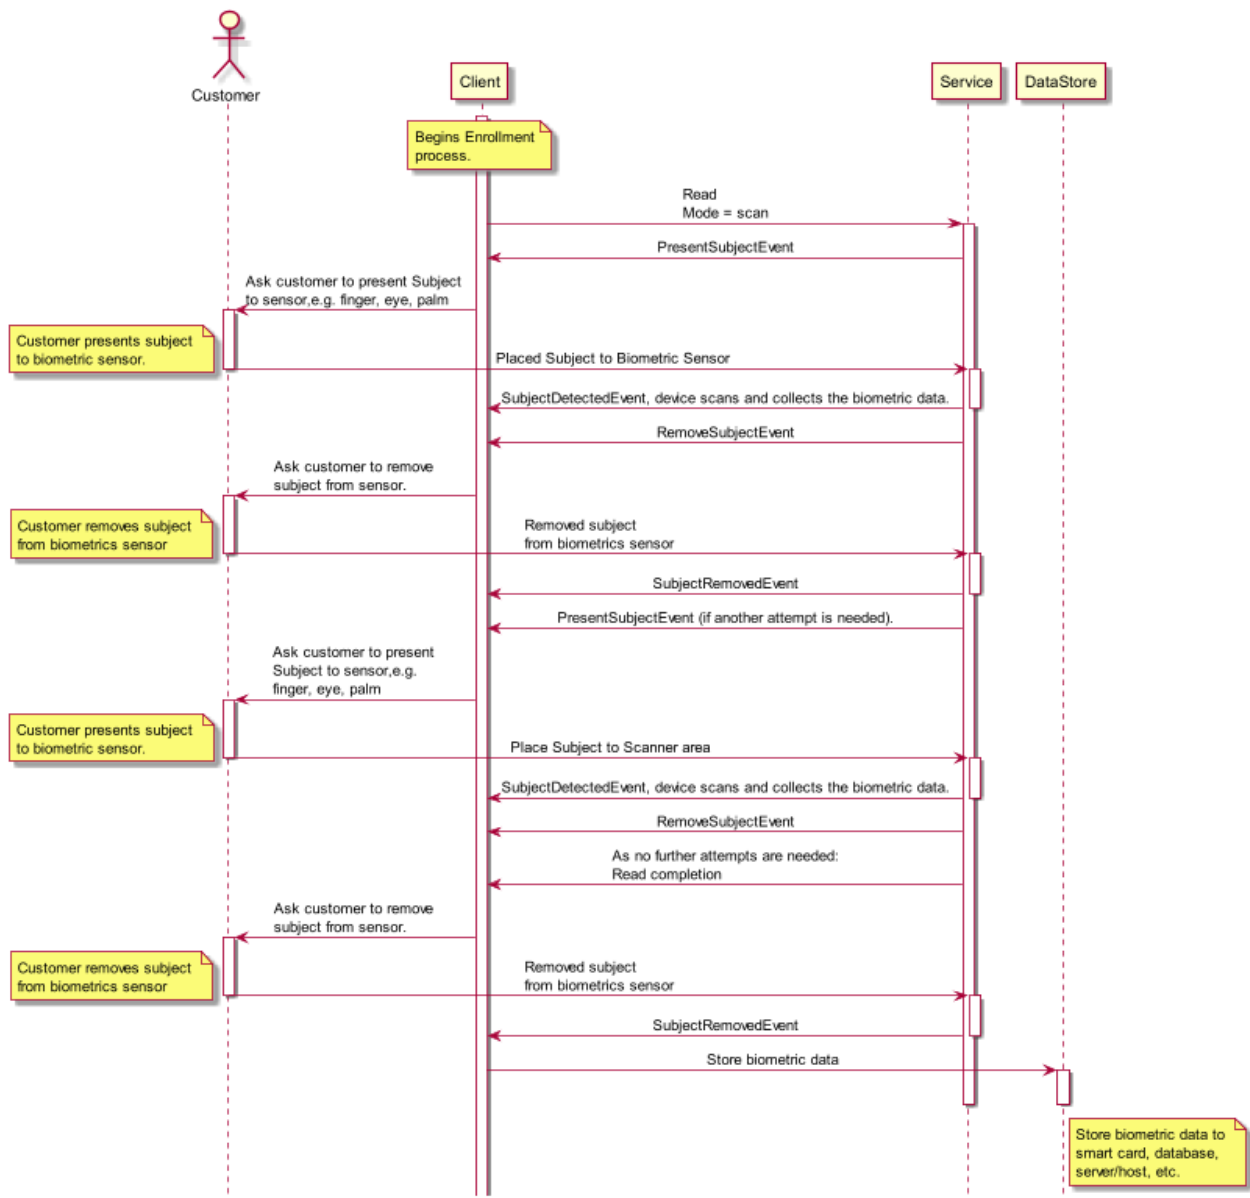 Customer
Client
Service
DataStore
Begins Enrollment
process.
Read
Mode = scan
PresentSubjectEvent
Ask customer to present Subject
to sensor,e.g. finger, eye, palm
Customer presents subject
to biometric sensor.
Placed Subject to Biometric Sensor
SubjectDetectedEvent, device scans and collects the biometric data.
RemoveSubjectEvent
Ask customer to remove
subject from sensor.
Customer removes subject
from biometrics sensor
Removed subject
from biometrics sensor
SubjectRemovedEvent
PresentSubjectEvent (if another attempt is needed).
Ask customer to present
Subject to sensor,e.g.
finger, eye, palm
Customer presents subject
to biometric sensor.
Place Subject to Scanner area
SubjectDetectedEvent, device scans and collects the biometric data.
RemoveSubjectEvent
As no further attempts are needed:
Read completion
Ask customer to remove
subject from sensor.
Customer removes subject
from biometrics sensor
Removed subject
from biometrics sensor
SubjectRemovedEvent
Store biometric data
Store biometric data to
smart card, database,
server/host, etc.